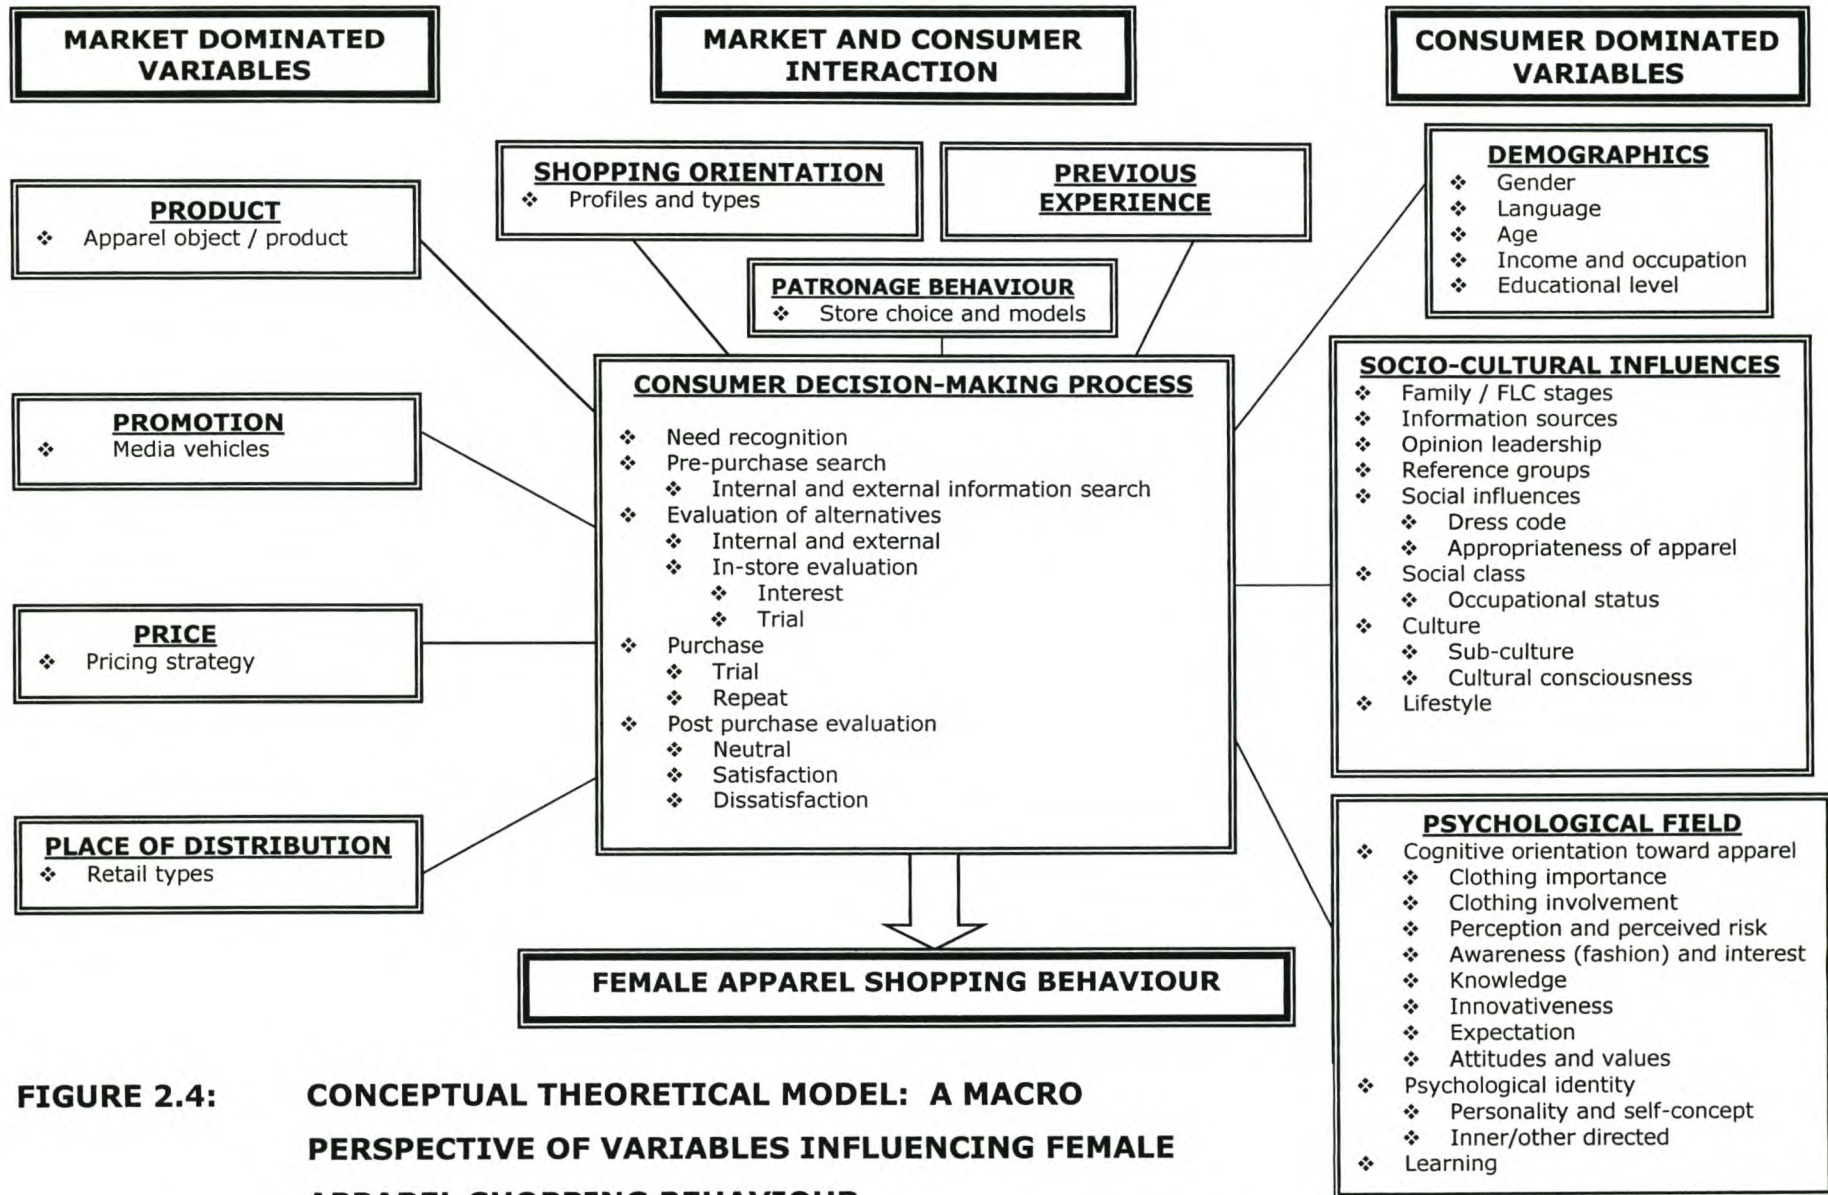 MARKET DOMINATED
VARIABLES
MARKET AND CONSUMER
INTERACTION
CONSUMER DOMINATED
VARIABLES
PRODUCT
❖ Apparel object / product
PROMOTION
❖ Media vehicles
PRICE
❖ Pricing strategy
PLACE OF DISTRIBUTION
❖ Retail types
SHOPPING ORIENTATION
❖ Profiles and types
PREVIOUS
EXPERIENCE
PATRONAGE BEHAVIOUR
❖ Store choice and models
CONSUMER DECISION-MAKING PROCESS
❖ Need recognition
❖ Pre-purchase search
❖ Internal and external information search
❖ Evaluation of alternatives
❖ Internal and external
❖ In-store evaluation
❖ Interest
❖ Trial
❖ Purchase
❖ Trial
❖ Repeat
❖ Post purchase evaluation
❖ Neutral
❖ Satisfaction
❖ Dissatisfaction
FEMALE APPAREL SHOPPING BEHAVIOUR
DEMOGRAPHICS
❖ Gender
❖ Language
❖ Age
❖ Income and occupation
❖ Educational level
SOCIO-CULTURAL INFLUENCES
❖ Family / FLC stages
❖ Information sources
❖ Opinion leadership
❖ Reference groups
❖ Social influences
❖ Dress code
❖ Appropriateness of apparel
❖ Social class
❖ Occupational status
❖ Culture
❖ Sub-culture
❖ Cultural consciousness
❖ Lifestyle
PSYCHOLOGICAL FIELD
❖ Cognitive orientation toward apparel
❖ Clothing importance
❖ Clothing involvement
❖ Perception and perceived risk
❖ Awareness (fashion) and interest
❖ Knowledge
❖ Innovativeness
❖ Expectation
❖ Attitudes and values
❖ Psychological identity
❖ Personality and self-concept
❖ Inner/other directed
❖ Learning
FIGURE 2.4: CONCEPTUAL THEORETICAL MODEL: A MACRO
PERSPECTIVE OF VARIABLES INFLUENCING FEMALE
APPAREL SHOPPING BEHAVIOUR